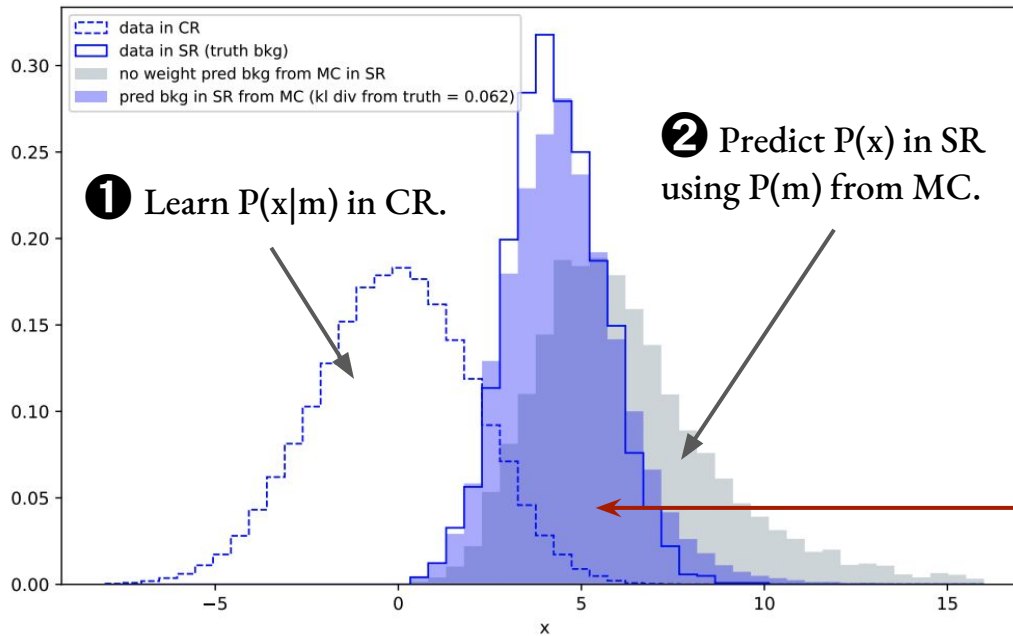 data in CR
data in SR (truth bkg)
no weight pred bkg from MC in SR
pred bkg in SR from MC (kl div from truth = 0.062)
❶ Learn P(x|m) in CR.
❷ Predict P(x) in SR
using P(m) from MC.
0.30
0.25
0.20
0.15
0.10
0.05
0.00
−5
0
5
10
15
x